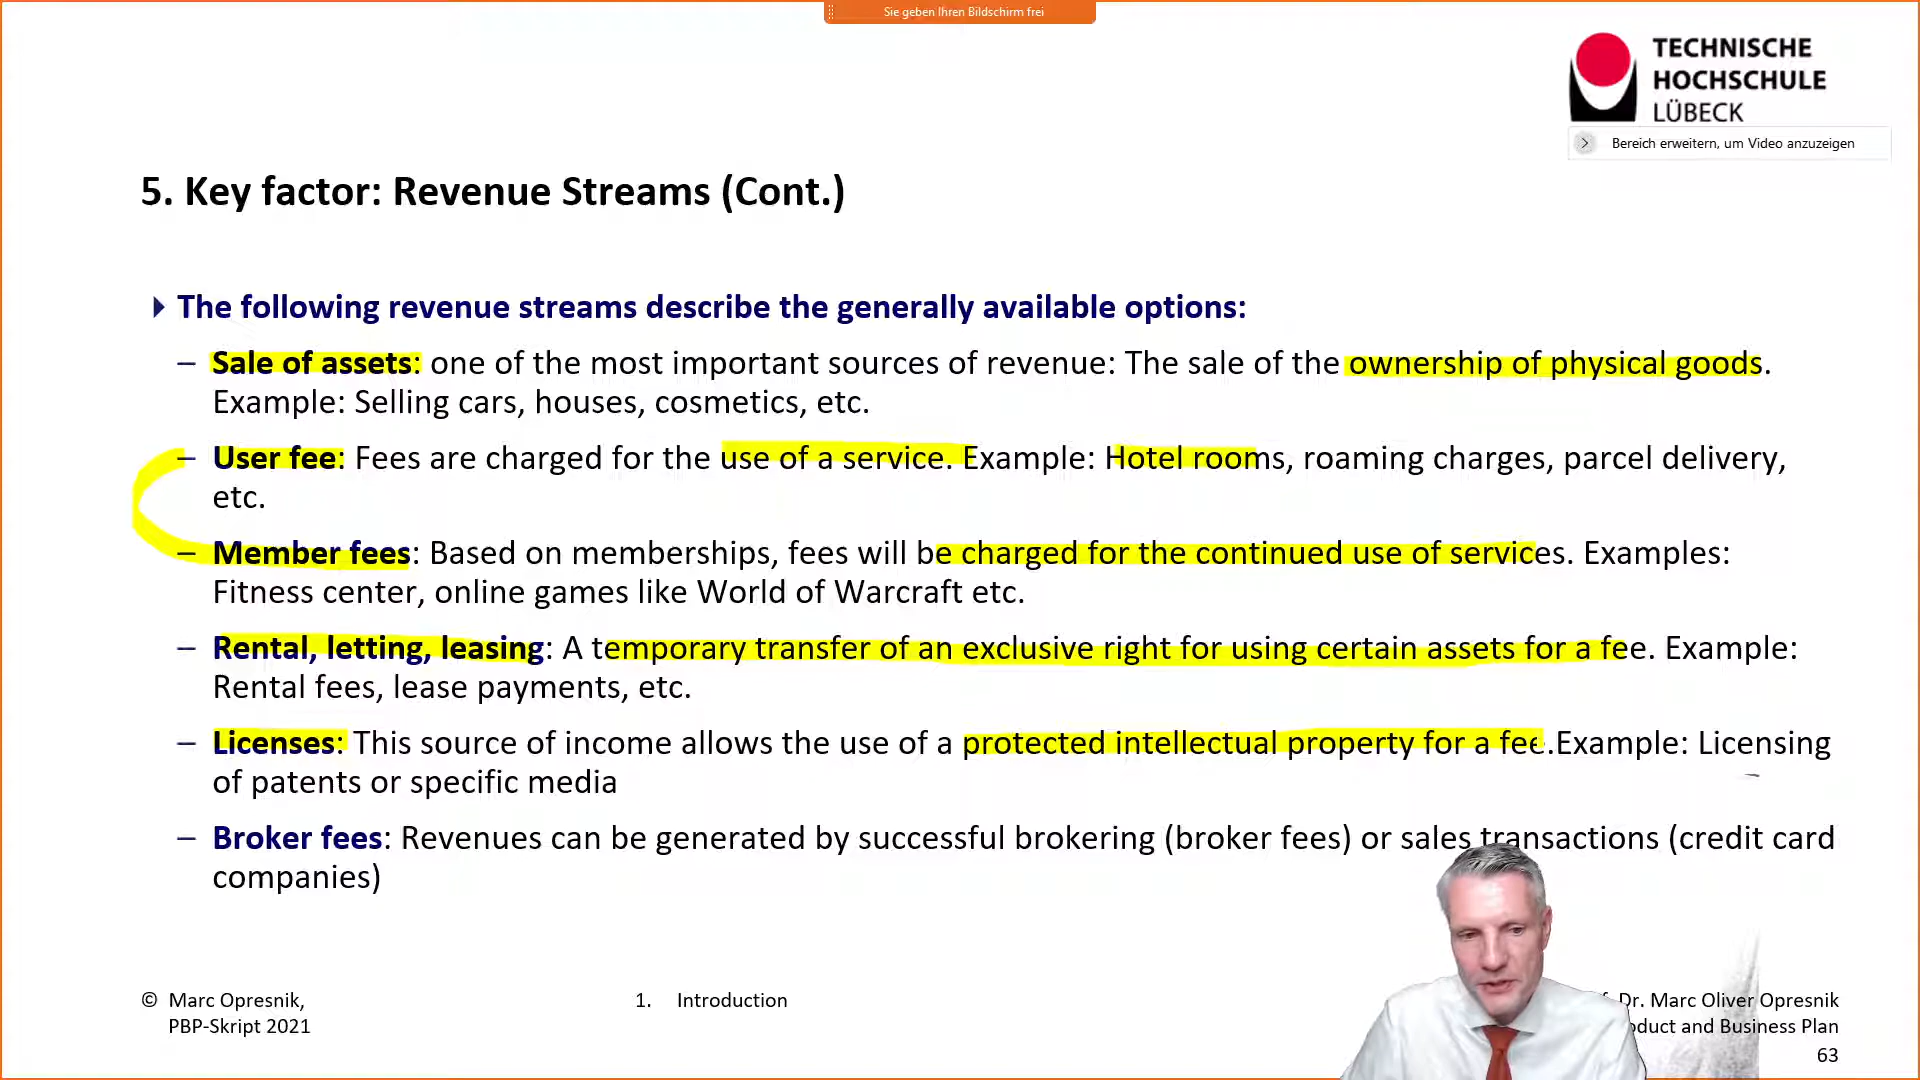 Sie geben Ihren Bildschirm frei
TECHNISCHE
HOCHSCHULE
LÜBECK
Bereich erweitern, um Video anzuzeigen
5. Key factor: Revenue Streams (Cont.)
The following revenue streams describe the generally available options:
– Sale of assets: one of the most important sources of revenue: The sale of the ownership of physical goods.
Example: Selling cars, houses, cosmetics, etc.
– User fee: Fees are charged for the use of a service. Example: Hotel rooms, roaming charges, parcel delivery,
etc.
– Member fees: Based on memberships, fees will be charged for the continued use of services. Examples:
Fitness center, online games like World of Warcraft etc.
– Rental, letting, leasing: A temporary transfer of an exclusive right for using certain assets for a fee. Example:
Rental fees, lease payments, etc.
– Licenses: This source of income allows the use of a protected intellectual property for a fee.Example: Licensing
of patents or specific media
– Broker fees: Revenues can be generated by successful brokering (broker fees) or sales transactions (credit card
companies)
© Marc Opresnik,
PBP-Skript 2021
1. Introduction
Dr. Marc Oliver Opresnik
and Business Plan
63